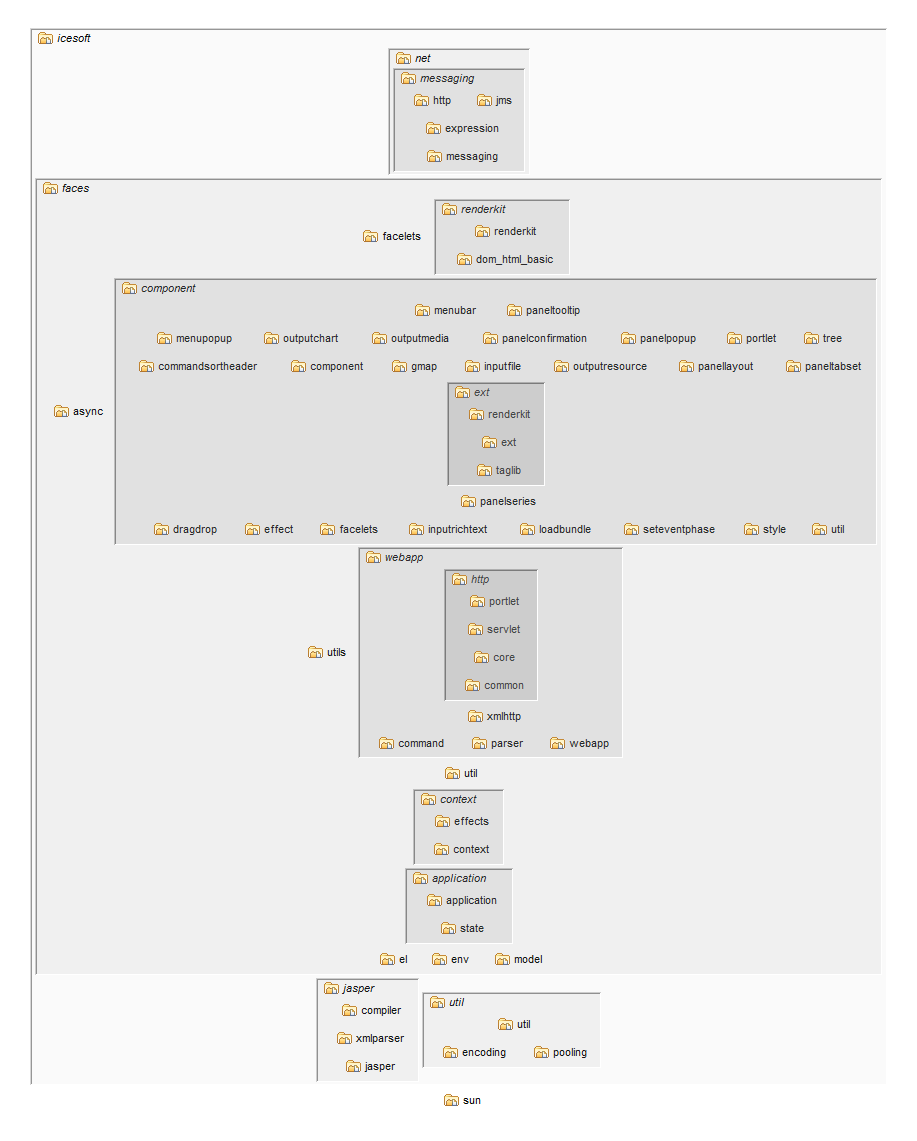 icesoft
net
messaging
http jms
expression
messaging
faces
renderkit
renderkit
facelets
dom_html_basic
component
menubar paneltooltip
menupopup outputchart outputmedia panelconfirmation panelpopup portlet tree
commandsortheader component gmap inputfile outputresource panellayout paneltabset
ext
async
renderkit
ext
taglib
panelseries
dragdrop effect facelets inputrichtext loadbundle seteventphase style util
webapp
http
portlet
servlet
utils
core
common
xmlhttp
command parser webapp
util
context
effects
context
application
application
state
el env model
jasper
util
compiler
util
xmlparser
encoding pooling
jasper
sun